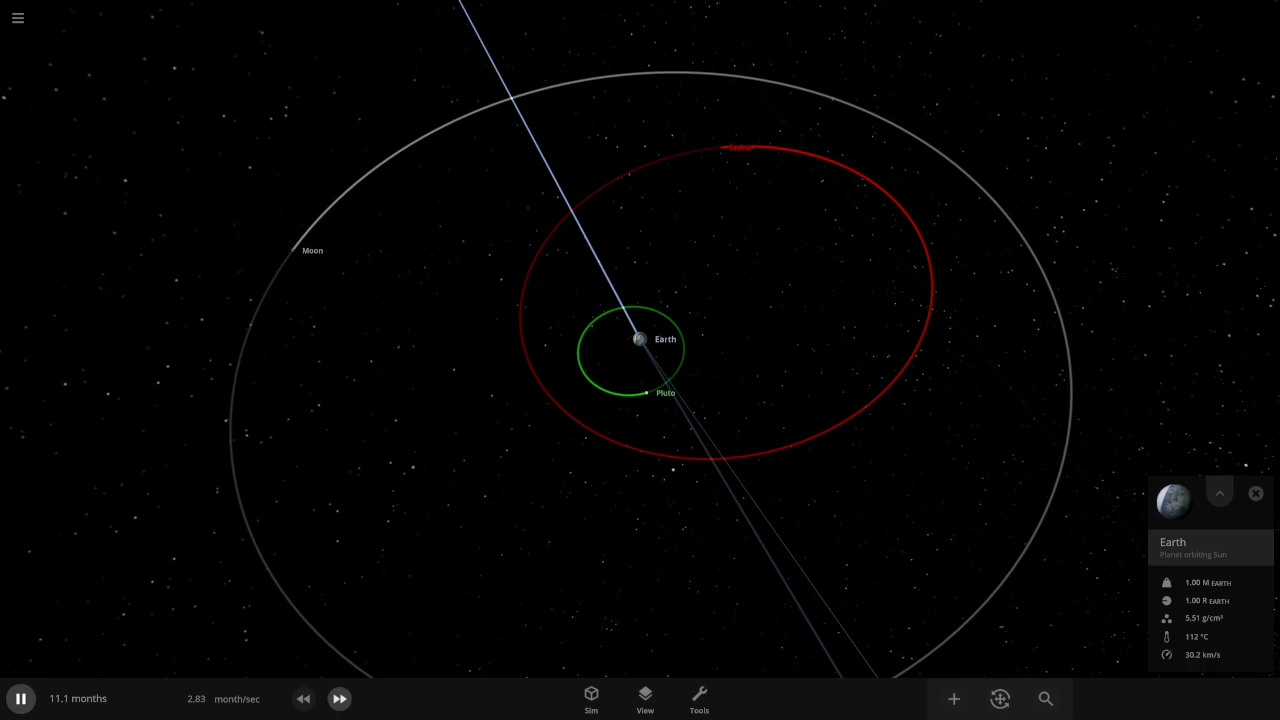 Sedna
Moon
Earth
Pluto
Earth
Planet orbiting Sun
1.00 M EARTH
1.00 R EARTH
5.51 g/cm³
112 °C
30.2 km/s
11.1 months
2.83 month/sec
Sim
View
Tools